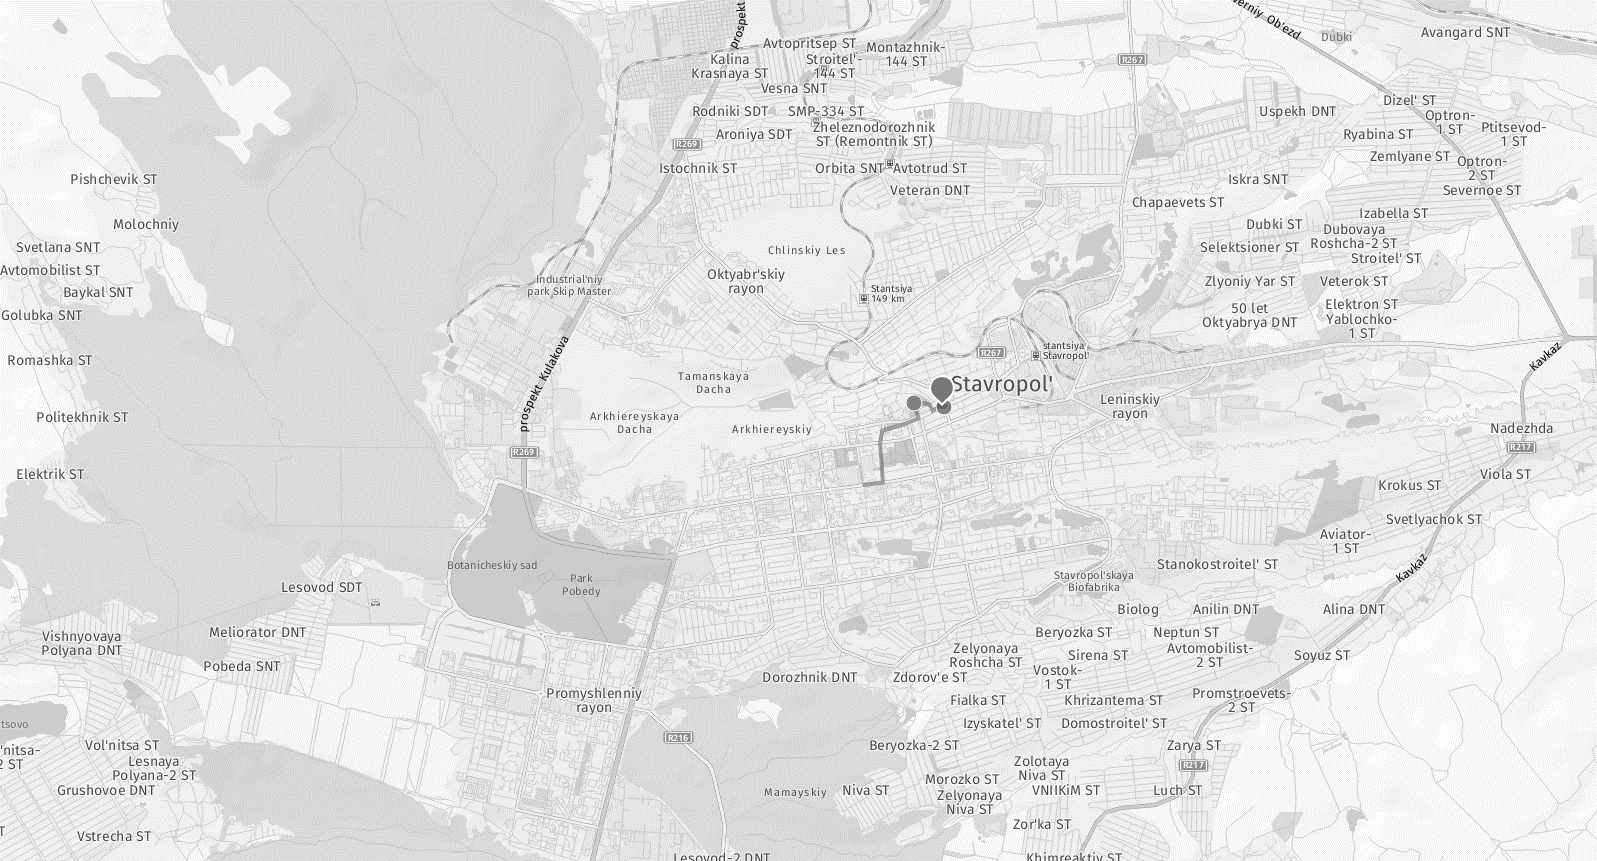 prospekt
verniy Ob'ezd
Dubki
Avangard SNT
Avtopritsep ST
Montazhnik-
144 ST
Stroitel'-
144 ST
Kalina
Krasnaya ST
R267
Vesna SNT
Rodniki SDT
SMP-334 ST
Uspekh DNT
Dizel' ST
Optron-
1 ST
Ptitsevod-
1 ST
Aroniya SDT
Zheleznodorozhnik
ST (Remontnik ST)
Ryabina ST
R269
Zemlyane ST
Optron-
2 ST
Istochnik ST
Orbita SNT
Avtotrud ST
Pishchevik ST
Iskra SNT
Veteran DNT
Severnoe ST
Chapaevets ST
Izabella ST
Molochniy
Dubki ST
Dubovaya
Roshcha-2 ST
Svetlana SNT
Chlinskiy Les
Selektsioner ST
Stroitel' ST
Avtomobilist ST
Oktyabr'skiy
rayon
Industrial'niy
park Skip Master
Zlyoniy Yar ST
Veterok ST
Baykal SNT
Stantsiya
149 km
50 let
Oktyabrya DNT
Elektron ST
Yablochko-
1 ST
Golubka SNT
prospekt Kulakova
R267
stantsiya
Stavropol'
Kavkaz
Romashka ST
Tamanskaya
Dacha
Stavropol'
Leninskiy
rayon
Politekhnik ST
Arkhiereyskaya
Dacha
Arkhiereyskiy
Nadezhda
R269
R217
Elektrik ST
Viola ST
Krokus ST
Svetlyachok ST
Aviator-
1 ST
Botanicheskiy sad
Park
Pobedy
Stanokostroitel' ST
Kavkaz
Lesovod SDT
Stavropol'skaya
Biofabrika
Biolog
Anilin DNT
Alina DNT
Vishnyovaya
Polyana DNT
Meliorator DNT
Beryozka ST
Neptun ST
Zelyonaya
Roshcha ST
Sirena ST
Avtomobilist-
2 ST
Soyuz ST
Pobeda SNT
Vostok-
1 ST
Dorozhnik DNT
Zdorov'e ST
Promyshlenniy
rayon
Fialka ST
Khrizantema ST
Promstroevets-
2 ST
tsovo
Izyskatel' ST
Domostroitel' ST
R216
'nitsa-
2 ST
Vol'nitsa ST
Beryozka-2 ST
Zarya ST
Lesnaya
Polyana-2 ST
Zolotaya
Niva ST
R217
Grushovoe DNT
Morozko ST
Mamayskiy
Niva ST
Zelyonaya
Niva ST
VNIIKiM ST
Luch ST
Zor'ka ST
T
Vstrecha ST
Lesovod-2 DNT
Khimreaktiv ST